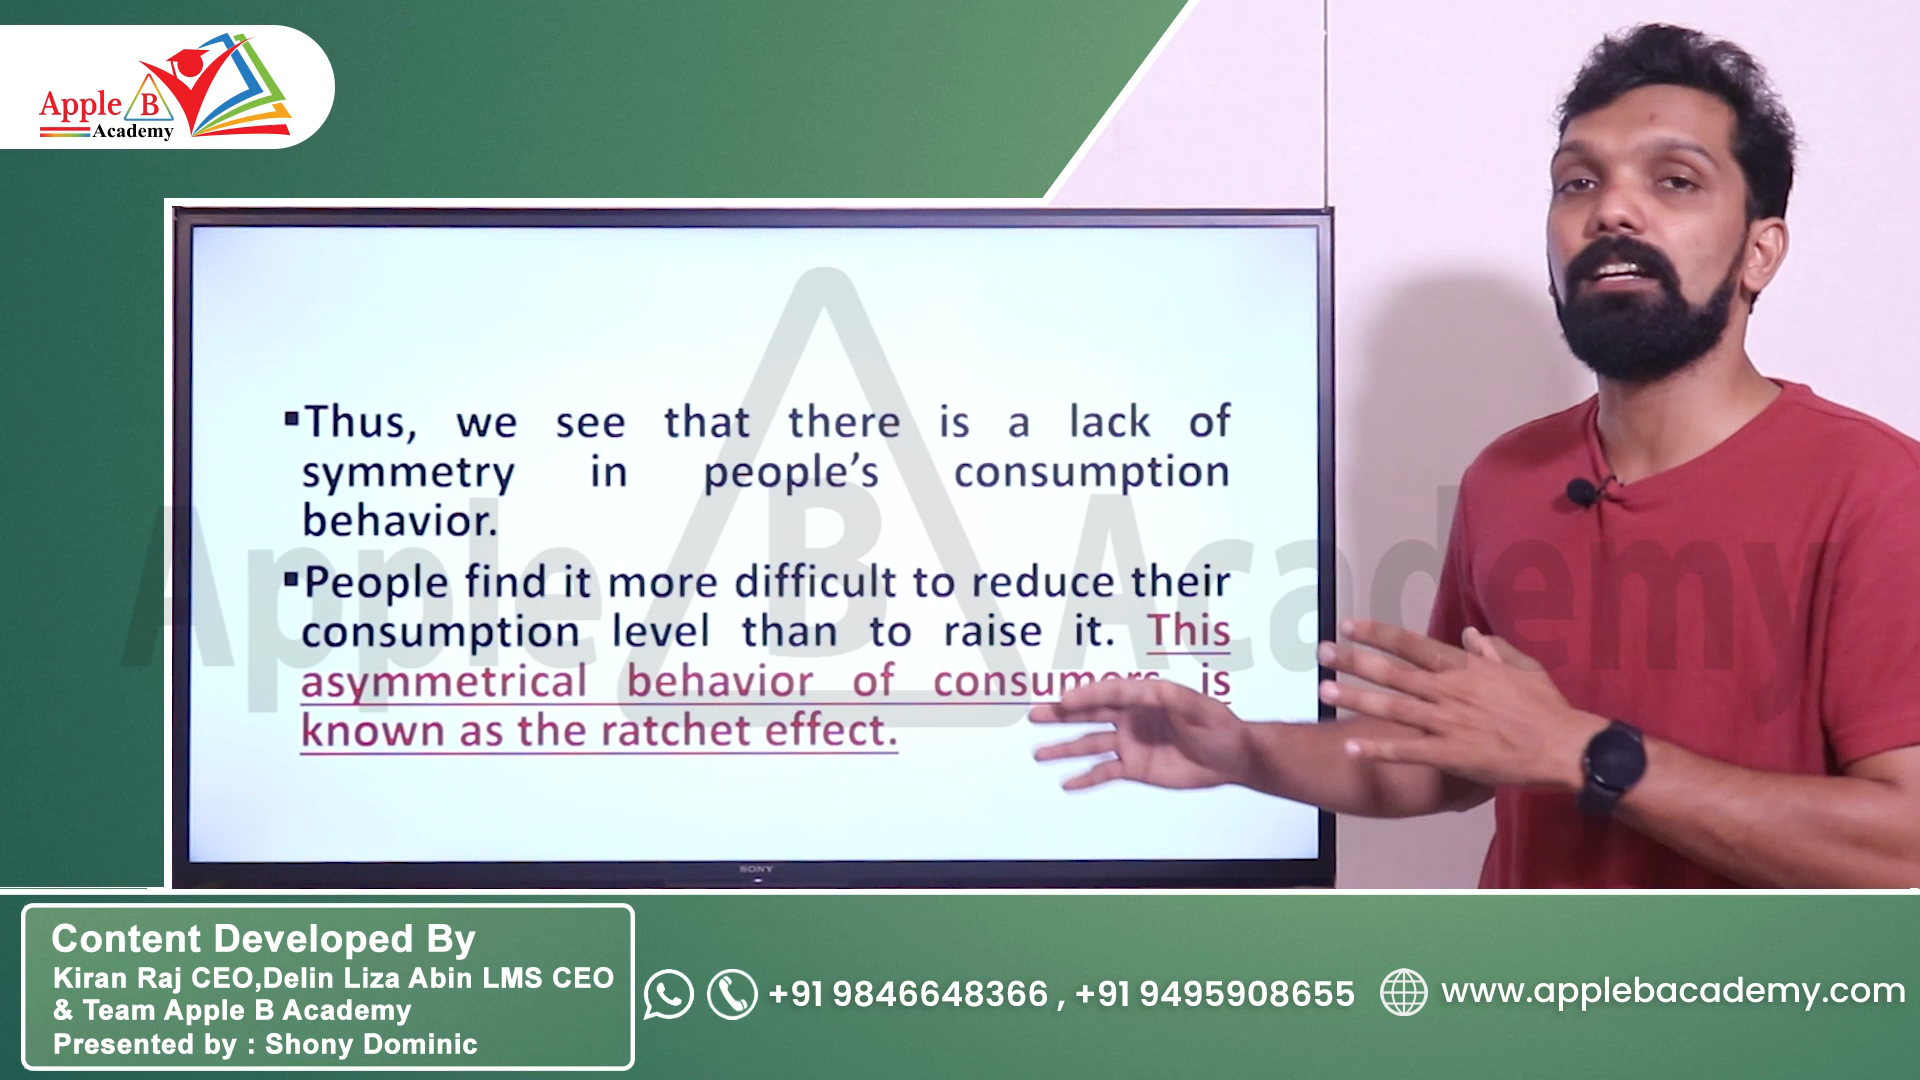 Apple B
Academy
▪Thus, we see that there is a lack of
symmetry in people’s consumption
behavior.
▪People find it more difficult to reduce their
consumption level than to raise it. This
asymmetrical behavior of consumers is
known as the ratchet effect.
Apple B Academy
SONY
Content Developed By
Kiran Raj CEO,Delin Liza Abin LMS CEO
& Team Apple B Academy
Presented by : Shony Dominic
+91 9846648366 , +91 9495908655
www.applebacademy.com